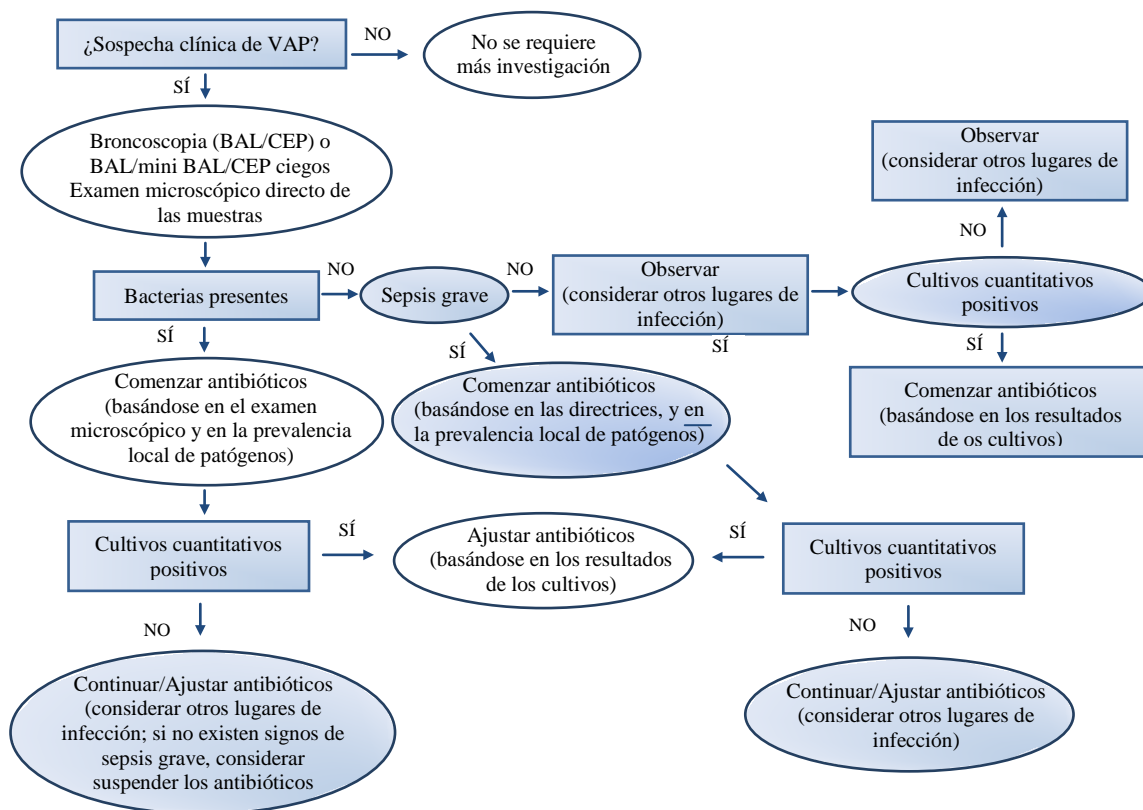 ¿Sospecha clínica de VAP?
NO
No se requiere
más investigación
SÍ
Broncoscopia (BAL/CEP) o
BAL/mini BAL/CEP ciegos
Examen microscópico directo de
las muestras
Observar
(considerar otros lugares de
infección)
NO
Bacterias presentes
NO
Sepsis grave
NO
Observar
(considerar otros lugares de
infección)
Cultivos cuantitativos
positivos
SÍ
SÍ
SÍ
SÍ
Comenzar antibióticos
(basándose en el examen
microscópico y en la prevalencia
local de patógenos)
Comenzar antibióticos
(basándose en las directrices, y en
la prevalencia local de patógenos)
Comenzar antibióticos
(basándose en los resultados
de os cultivo)
Cultivos cuantitativos
positivos
SÍ
Ajustar antibióticos
(basándose en los resultados
de los cultivos)
SÍ
Cultivos cuantitativos
positivos
NO
NO
Continuar/Ajustar antibióticos
(considerar otros lugares de
infección; si no existen signos de
sepsis grave, considerar
suspender los antibióticos
Continuar/Ajustar antibióticos
(considerar otros lugares de
infección)